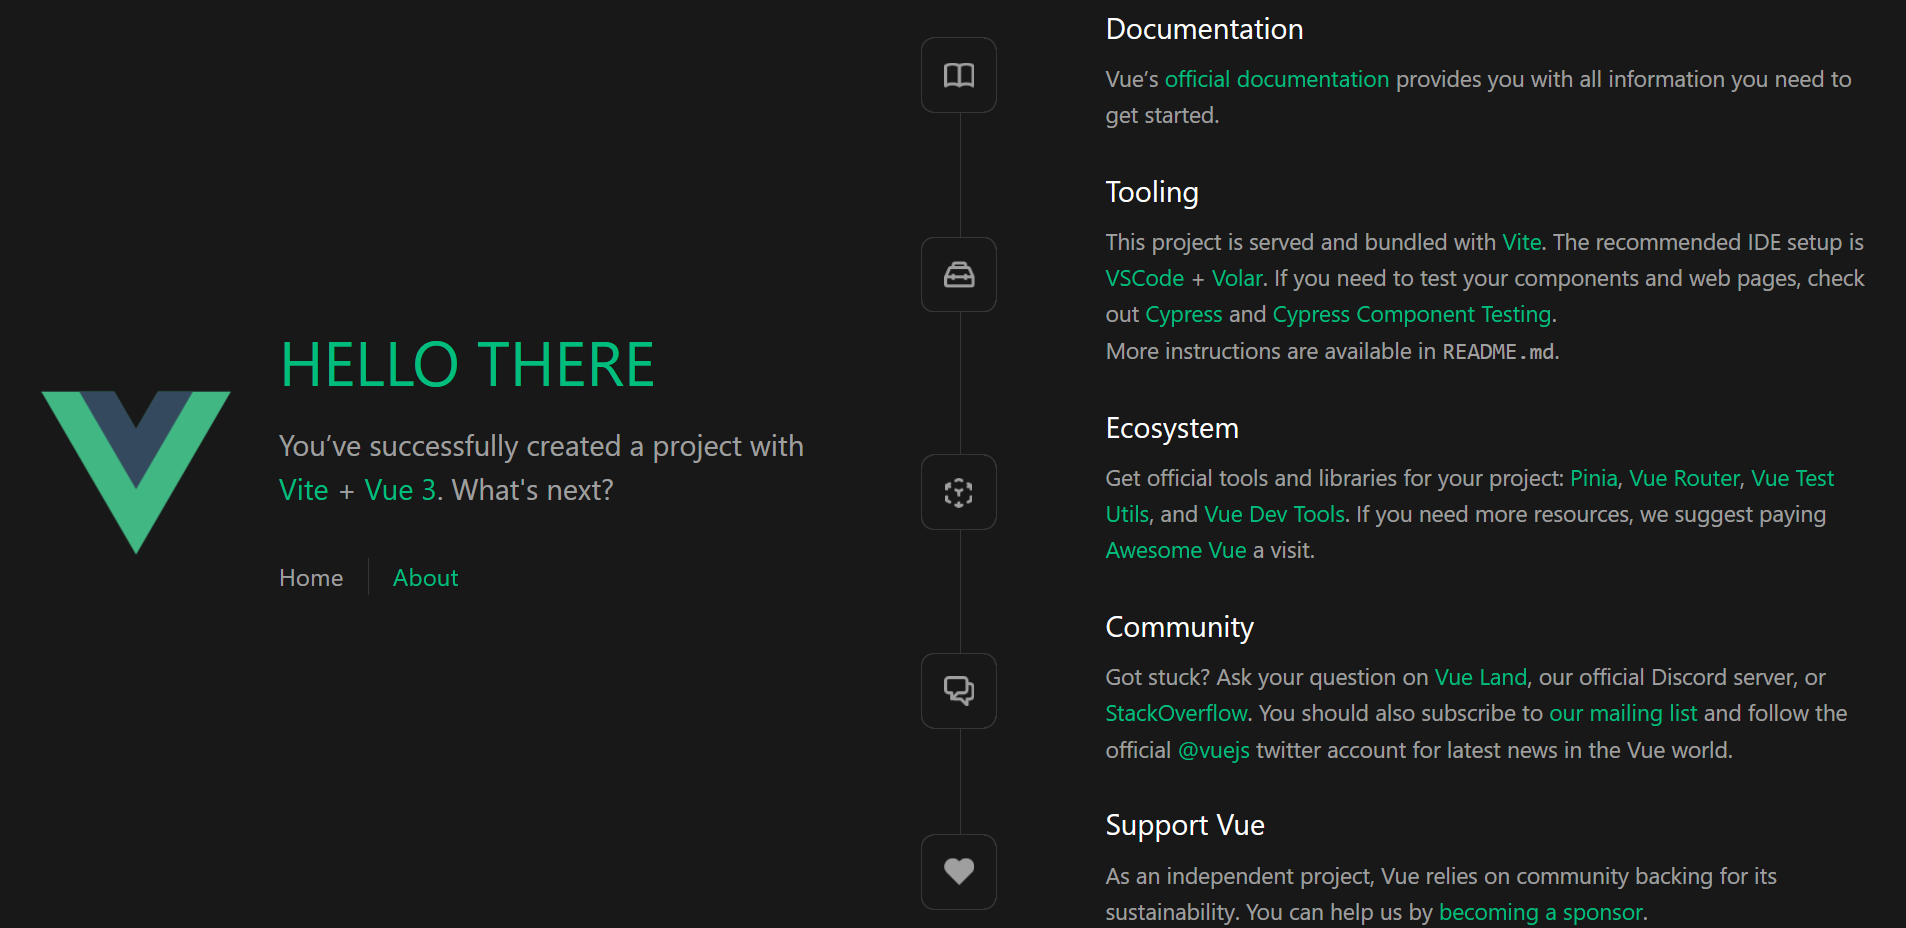 HELLO THERE
You’ve successfully created a project with
Vite + Vue 3. What's next?
Home
About
Documentation
Vue’s official documentation provides you with all information you need to
get started.
Tooling
This project is served and bundled with Vite. The recommended IDE setup is
VSCode + Volar. If you need to test your components and web pages, check
out Cypress and Cypress Component Testing.
More instructions are available in README.md.
Ecosystem
Get official tools and libraries for your project: Pinia, Vue Router, Vue Test
Utils, and Vue Dev Tools. If you need more resources, we suggest paying
Awesome Vue a visit.
Community
Got stuck? Ask your question on Vue Land, our official Discord server, or
StackOverflow. You should also subscribe to our mailing list and follow the
official @vuejs twitter account for latest news in the Vue world.
Support Vue
As an independent project, Vue relies on community backing for its
sustainability. You can help us by becoming a sponsor.